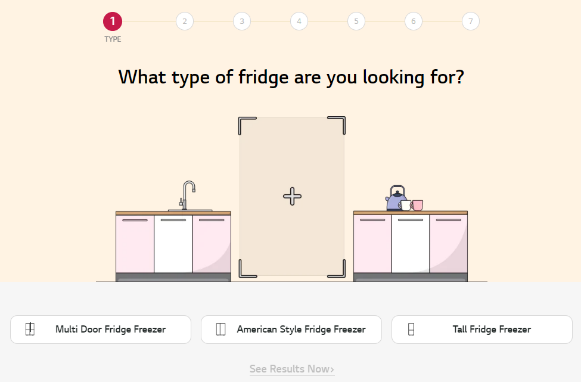 1 2 3 4 5 6 7
TYPE
What type of fridge are you looking for?
Multi Door Fridge Freezer American Style Fridge Freezer Tall Fridge Freezer
See Results Now›